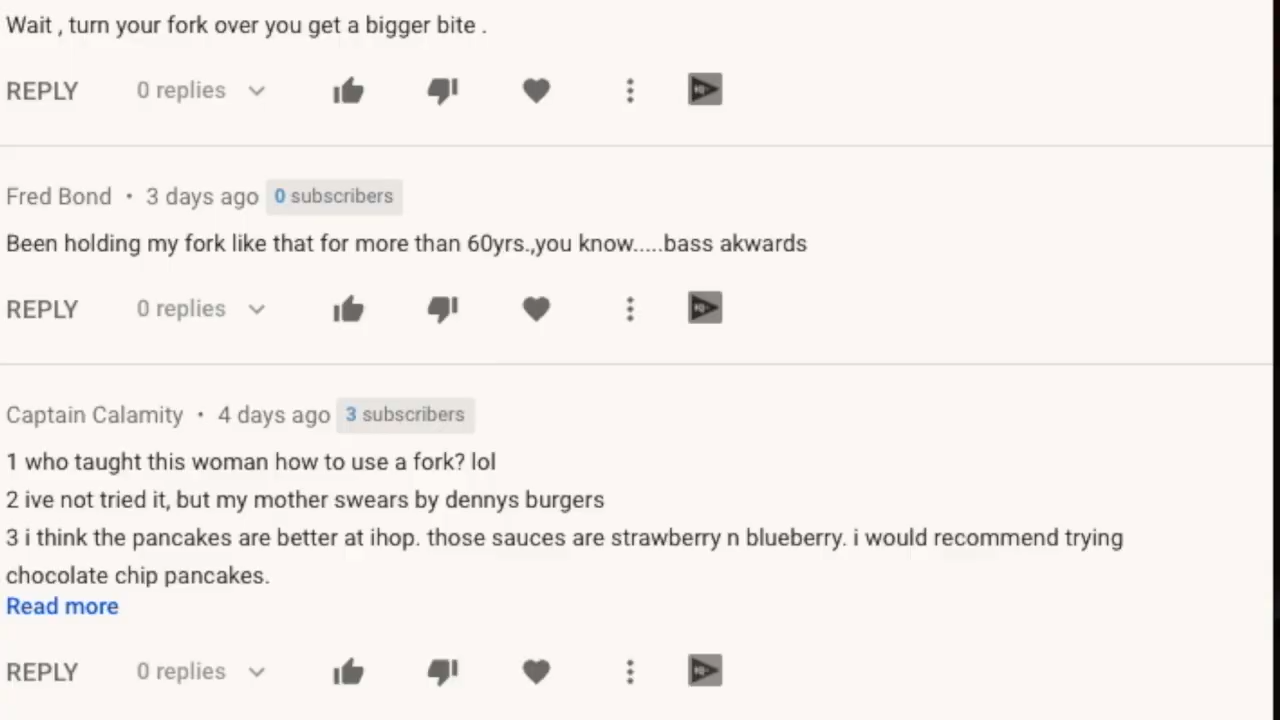 Wait , turn your fork over you get a bigger bite .
REPLY 0 replies
Fred Bond • 3 days ago 0 subscribers
Been holding my fork like that for more than 60yrs.,you know.....bass akwards
REPLY 0 replies
Captain Calamity • 4 days ago 3 subscribers
1 who taught this woman how to use a fork? lol
2 ive not tried it, but my mother swears by dennys burgers
3 i think the pancakes are better at ihop. those sauces are strawberry n blueberry. i would recommend trying
chocolate chip pancakes.
Read more
REPLY 0 replies